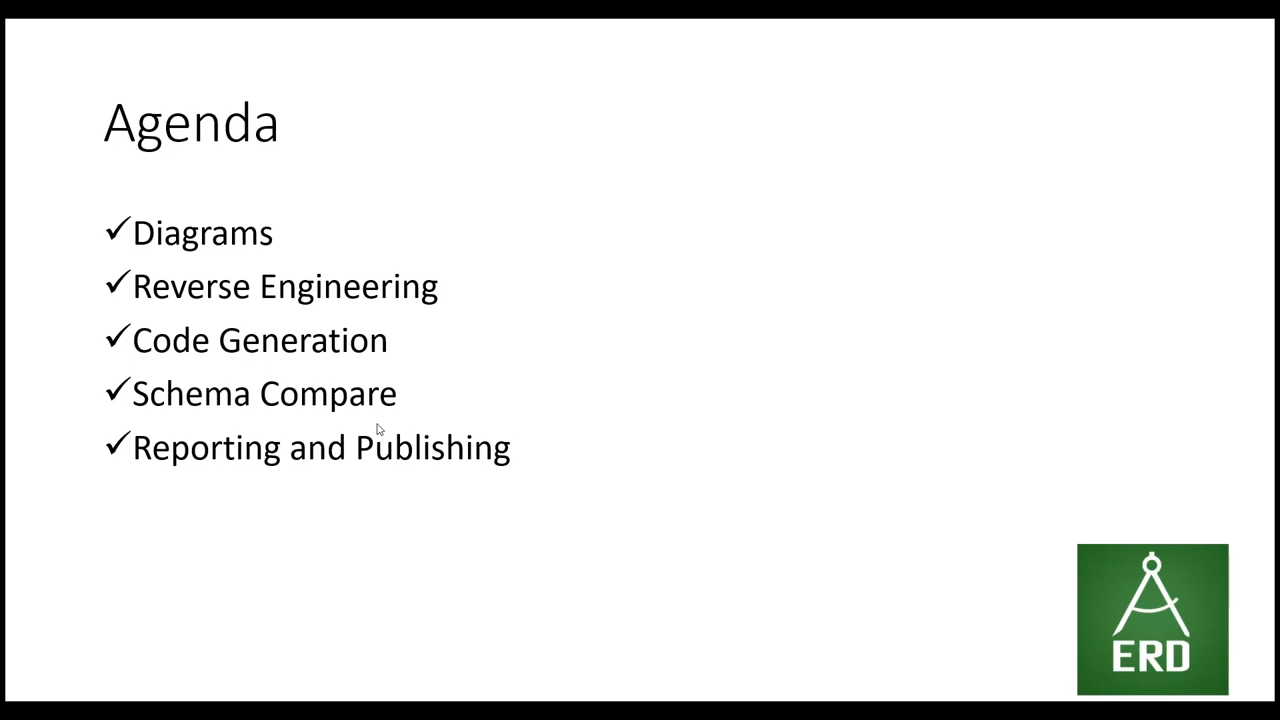 Agenda
✓Diagrams
✓Reverse Engineering
✓Code Generation
✓Schema Compare
✓Reporting and Publishing
ERD